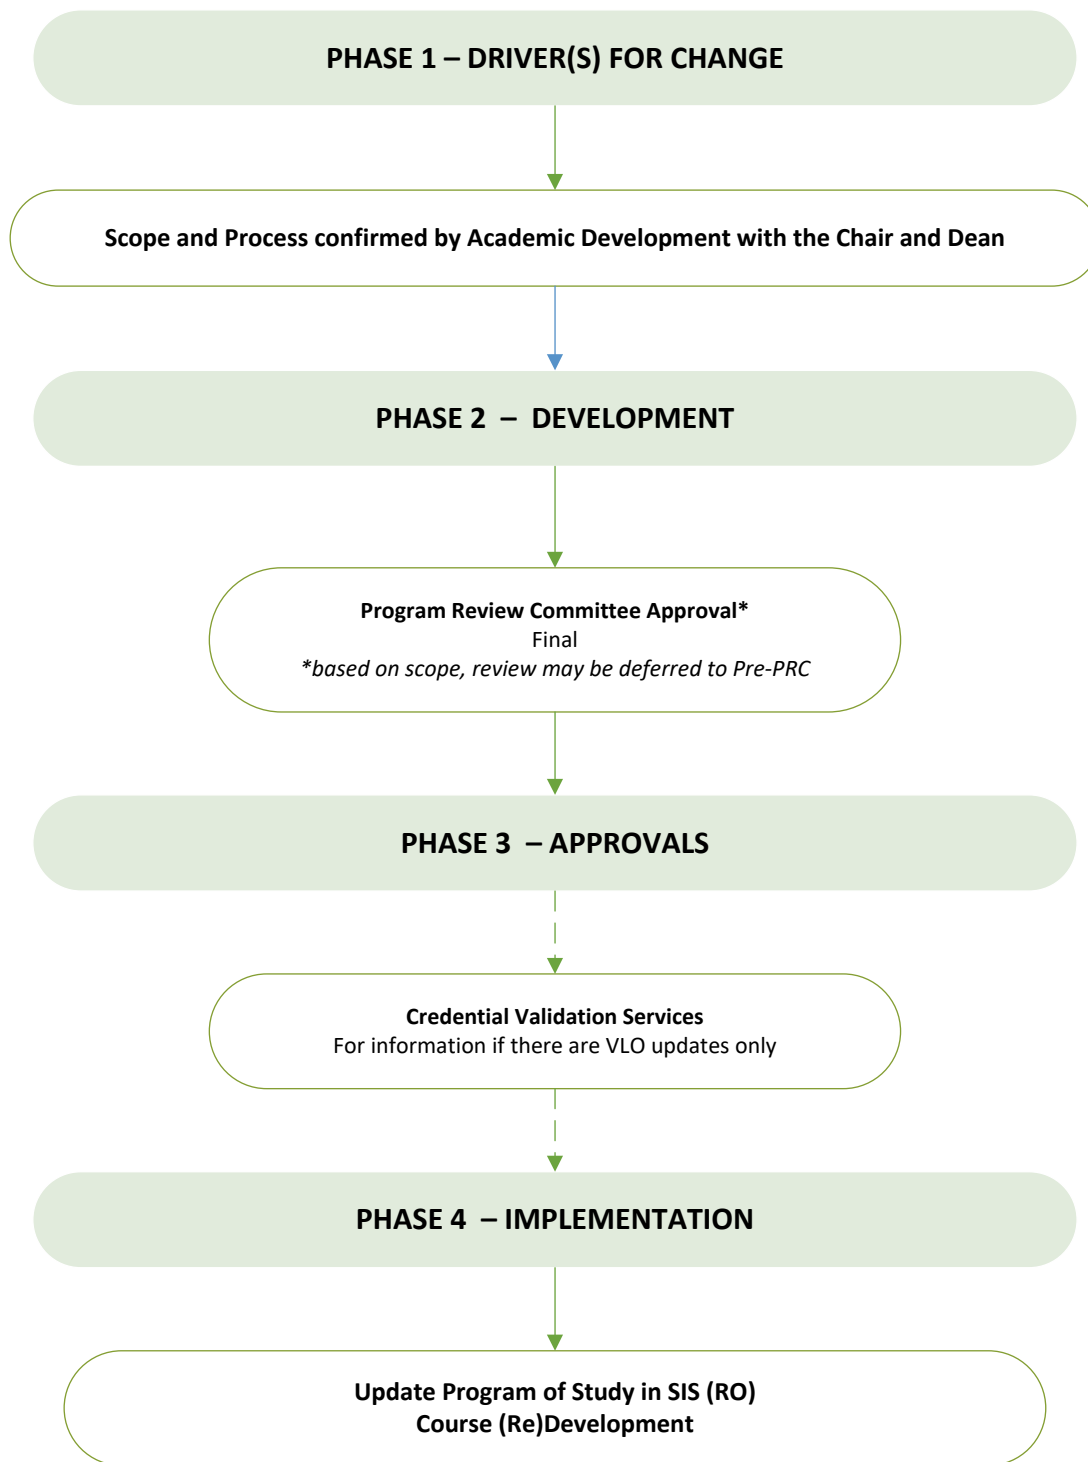 PHASE 1 – DRIVER(S) FOR CHANGE
Scope and Process confirmed by Academic Development with the Chair and Dean
PHASE 2 – DEVELOPMENT
Program Review Committee Approval*
Final
*based on scope, review may be deferred to Pre-PRC
PHASE 3 – APPROVALS
Credential Validation Services
For information if there are VLO updates only
PHASE 4 – IMPLEMENTATION
Update Program of Study in SIS (RO)
Course (Re)Development